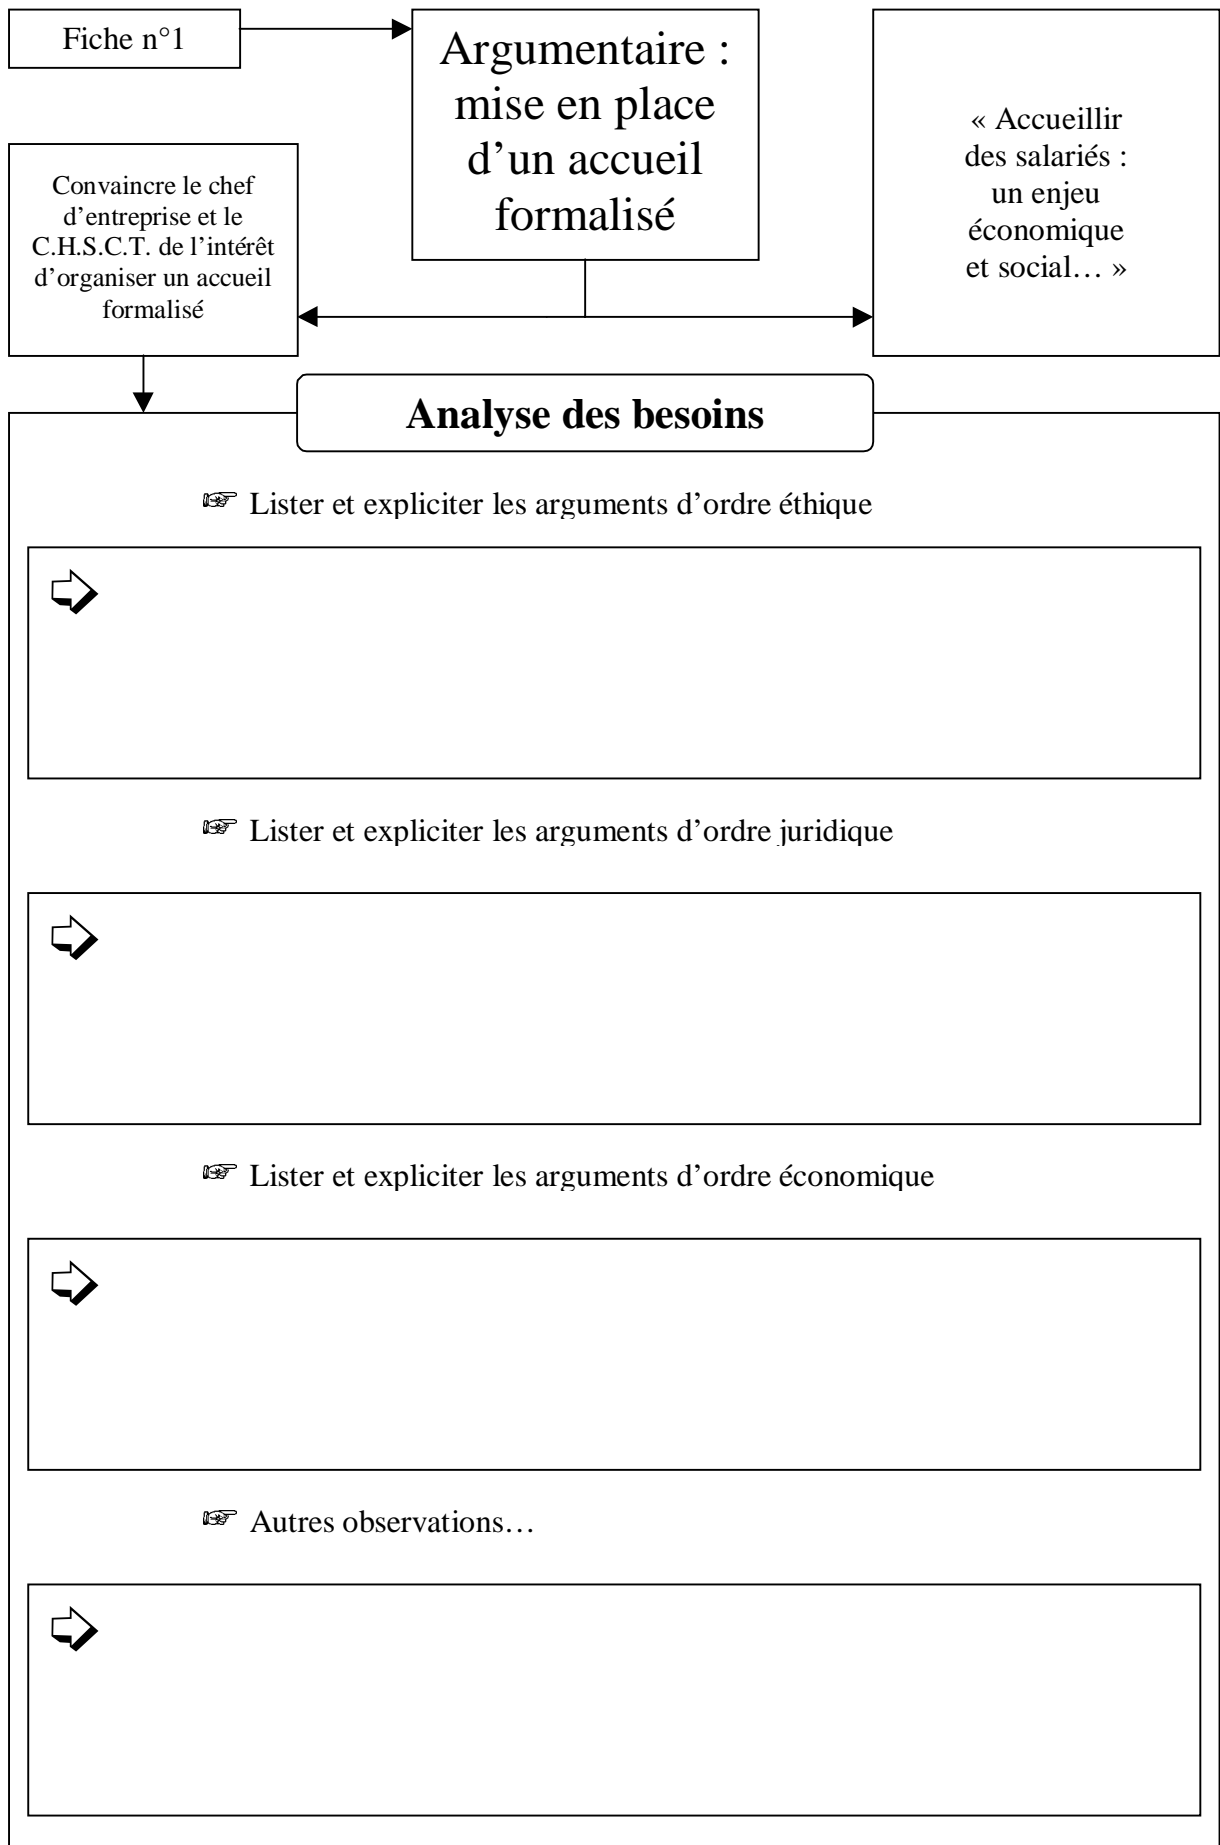 Fiche n°1
Argumentaire :
mise en place
d’un accueil
formalisé
« Accueillir
des salariés :
un enjeu
économique
et social… »
Convaincre le chef
d’entreprise et le
C.H.S.C.T. de l’intérêt
d’organiser un accueil
formalisé
Analyse des besoins
☞ Lister et expliciter les arguments d’ordre éthique
☞ Lister et expliciter les arguments d’ordre juridique
☞ Lister et expliciter les arguments d’ordre économique
☞ Autres observations…